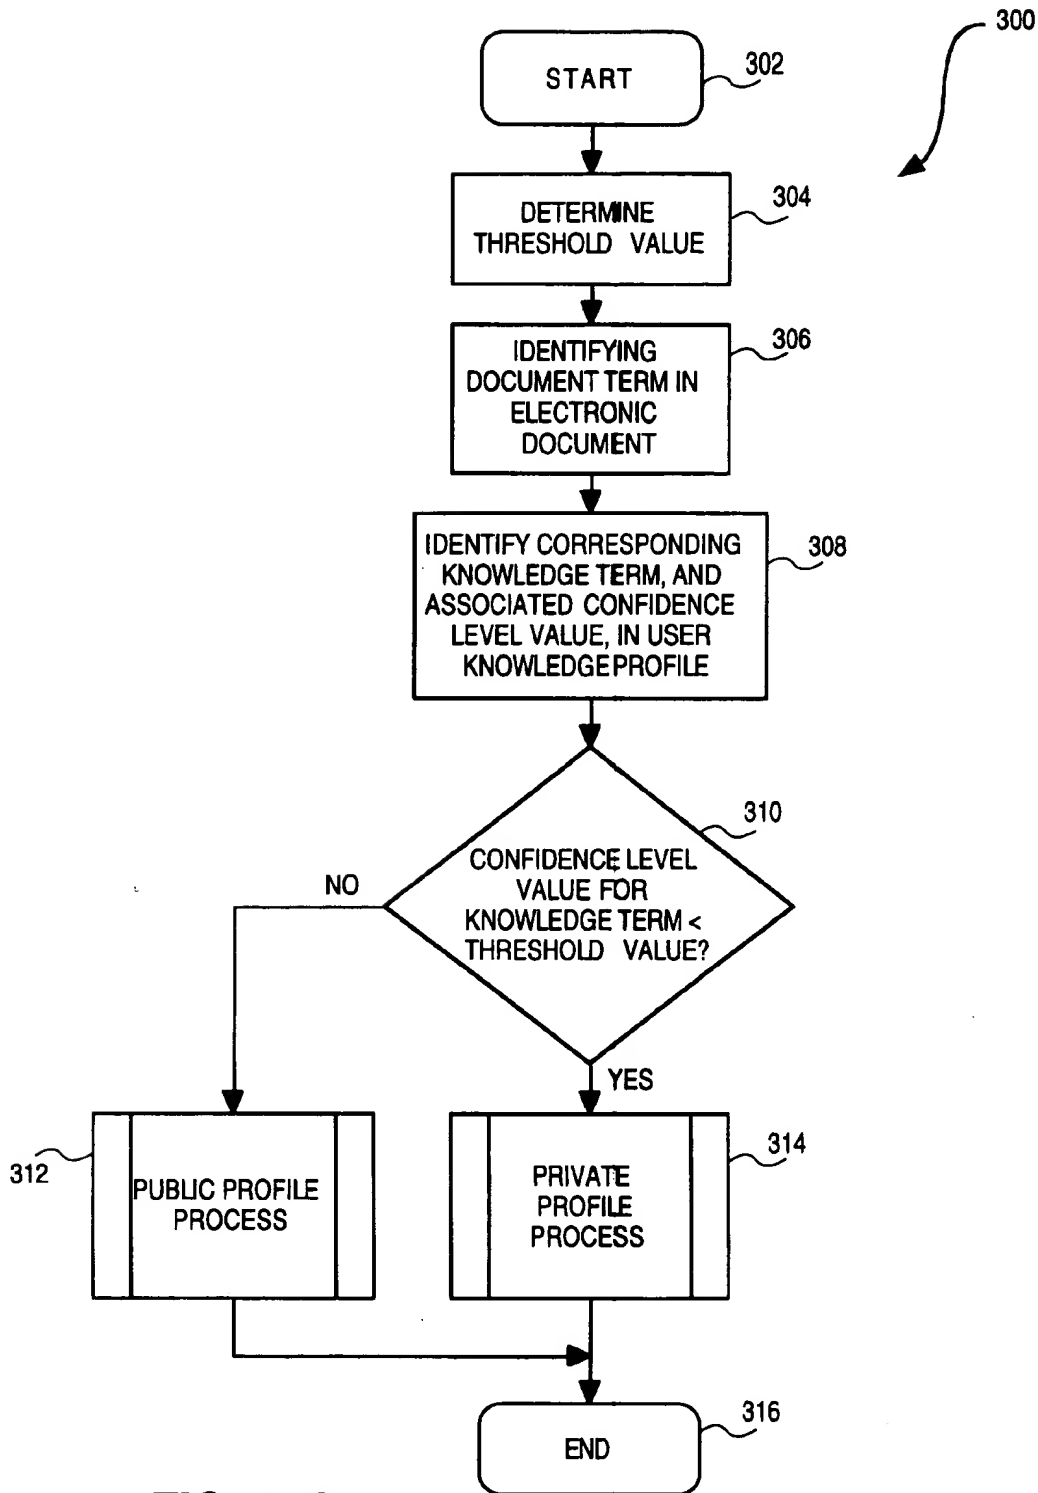 300
START
302
DETERMINE
THRESHOLD VALUE
304
IDENTIFYING
DOCUMENT TERM IN
ELECTRONIC
DOCUMENT
306
IDENTIFY CORRESPONDING
KNOWLEDGE TERM, AND
ASSOCIATED CONFIDENCE
LEVEL VALUE, IN USER
KNOWLEDGE PROFILE
308
310
CONFIDENCE LEVEL
VALUE FOR
KNOWLEDGE TERM <
THRESHOLD VALUE?
NO
YES
312
PUBLIC PROFILE
PROCESS
PRIVATE
PROFILE
PROCESS
314
END
316